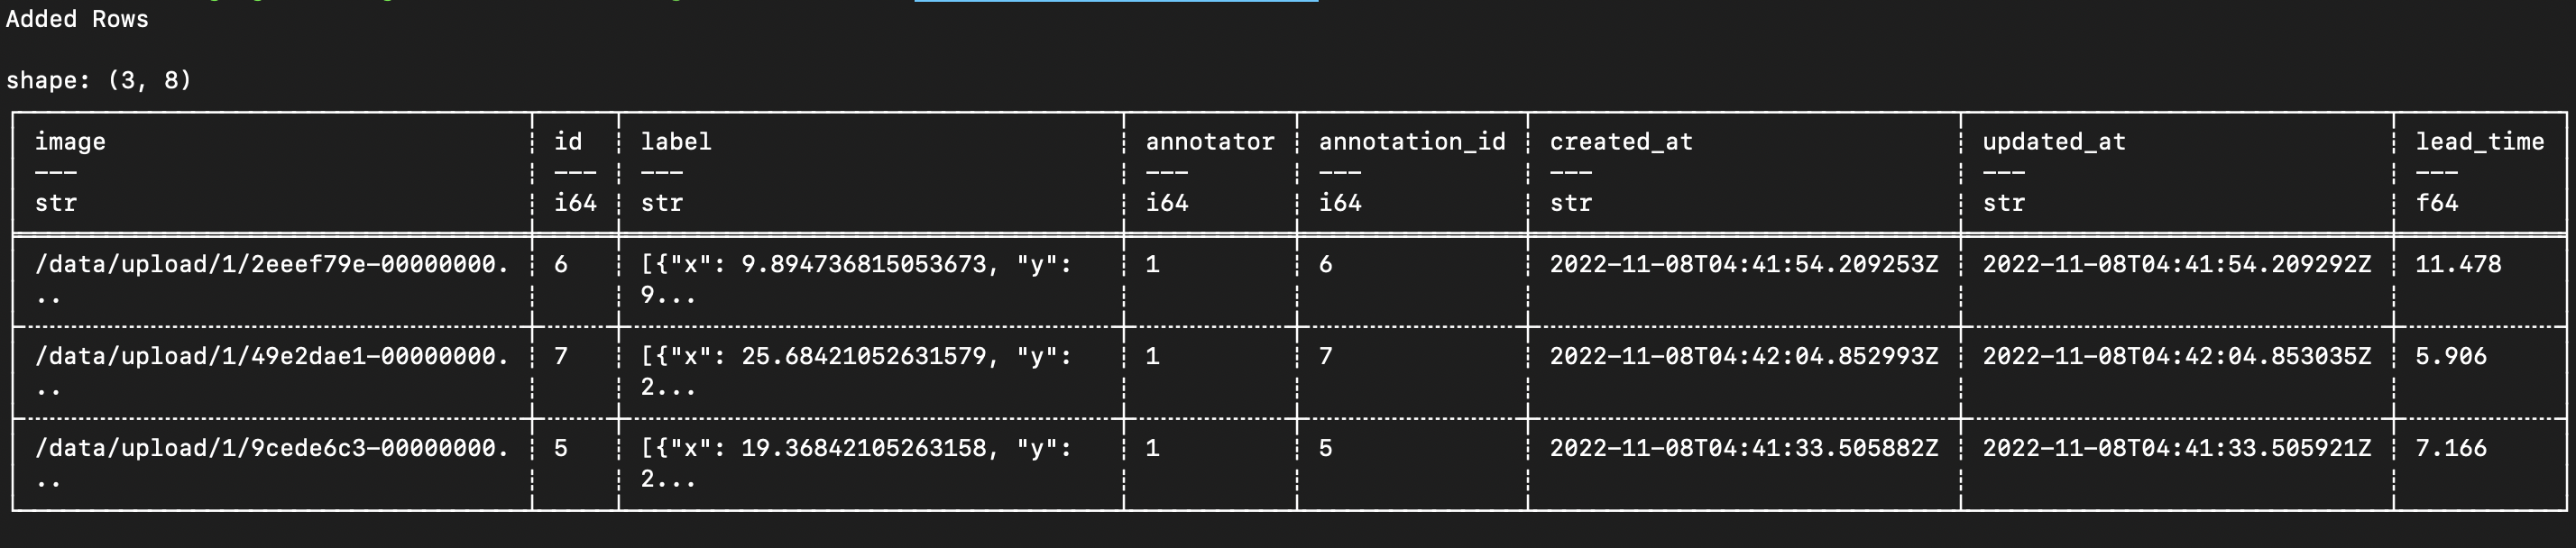 Added Rows
shape: (3, 8)
image id label annotator annotation_id created_at updated_at lead_time
--- --- --- --- --- --- --- ---
str i64 str i64 i64 str str f64
/data/upload/1/2eeef79e-00000000. 6 [{"x": 9.894736815053673, "y": 1 6 2022-11-08T04:41:54.209253Z 2022-11-08T04:41:54.209292Z 11.478
.. 9...
/data/upload/1/49e2dae1-00000000. 7 [{"x": 25.68421052631579, "y": 1 7 2022-11-08T04:42:04.852993Z 2022-11-08T04:42:04.853035Z 5.906
.. 2...
/data/upload/1/9cede6c3-00000000. 5 [{"x": 19.36842105263158, "y": 1 5 2022-11-08T04:41:33.505882Z 2022-11-08T04:41:33.505921Z 7.166
.. 2...